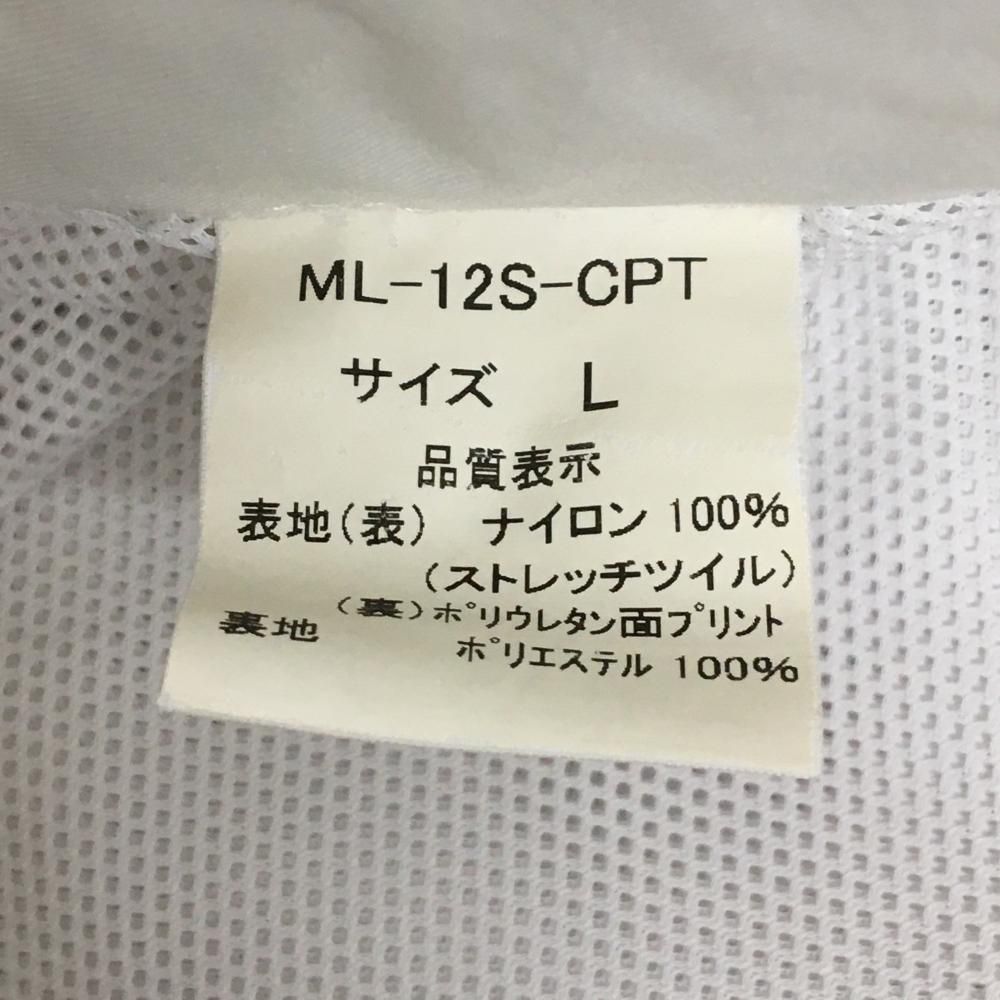 ML-12S-CPT
サイズ L
品質表示
表地(表) ナイロン 100%
(ストレッチツイル)
(裏)ポリウレタン面プリント
裏地 ポリエステル 100%